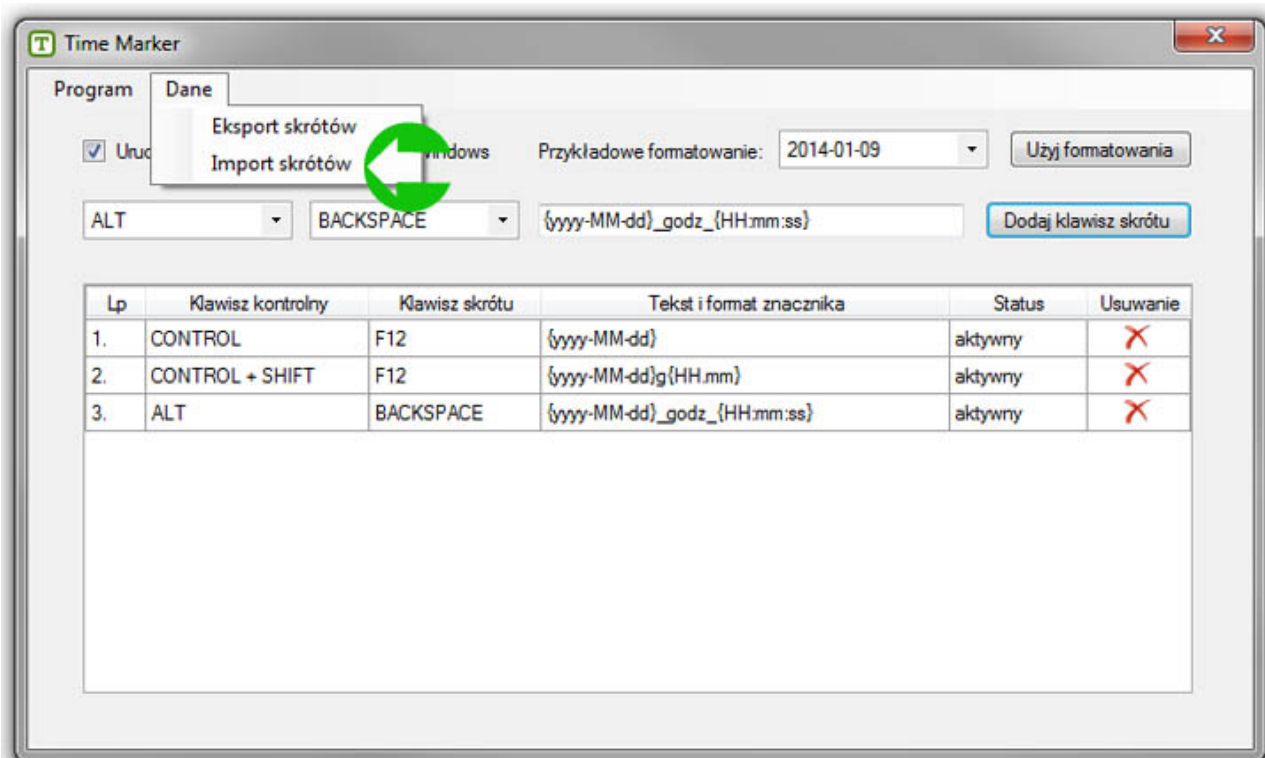 Time Marker
Program Dane
Eksport skrótów
Import skrótów
Przykładowe formatowanie: 2014-01-09 Użyj formatowania
ALT BACKSPACE {yyyy-MM-dd}_godz_{HH:mm:ss} Dodaj klawisz skrótu
Lp Klawisz kontrolny Klawisz skrótu Tekst i format znacznika Status Usuwanie
1. CONTROL F12 {yyyy-MM-dd} aktywny
2. CONTROL + SHIFT F12 {yyyy-MM-dd}g{HH.mm} aktywny
3. ALT BACKSPACE {yyyy-MM-dd}_godz_{HH:mm:ss} aktywny